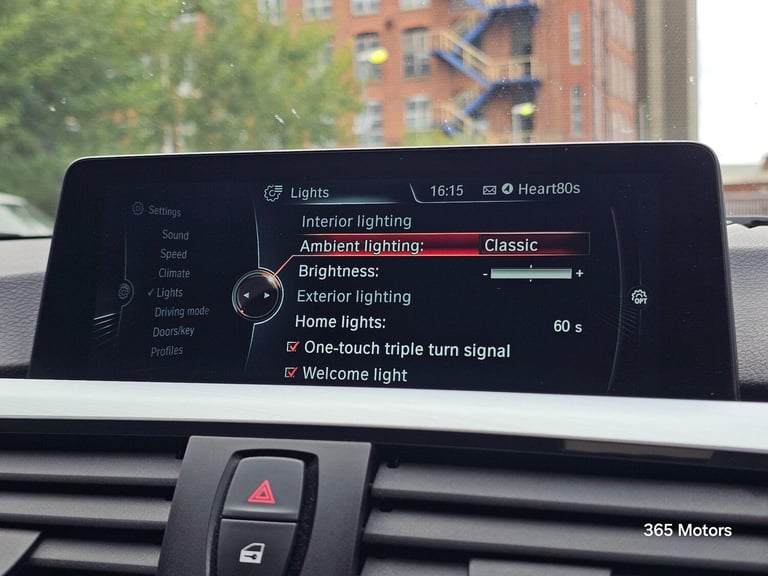 Lights
16:15
Heart80s
Settings
Sound
Speed
Climate
Lights
Driving mode
Doors/key
Profiles
Interior lighting
Ambient lighting: Classic
Brightness: - +
Exterior lighting
Home lights: 60 s
One-touch triple turn signal
Welcome light
OPT
365 Motors